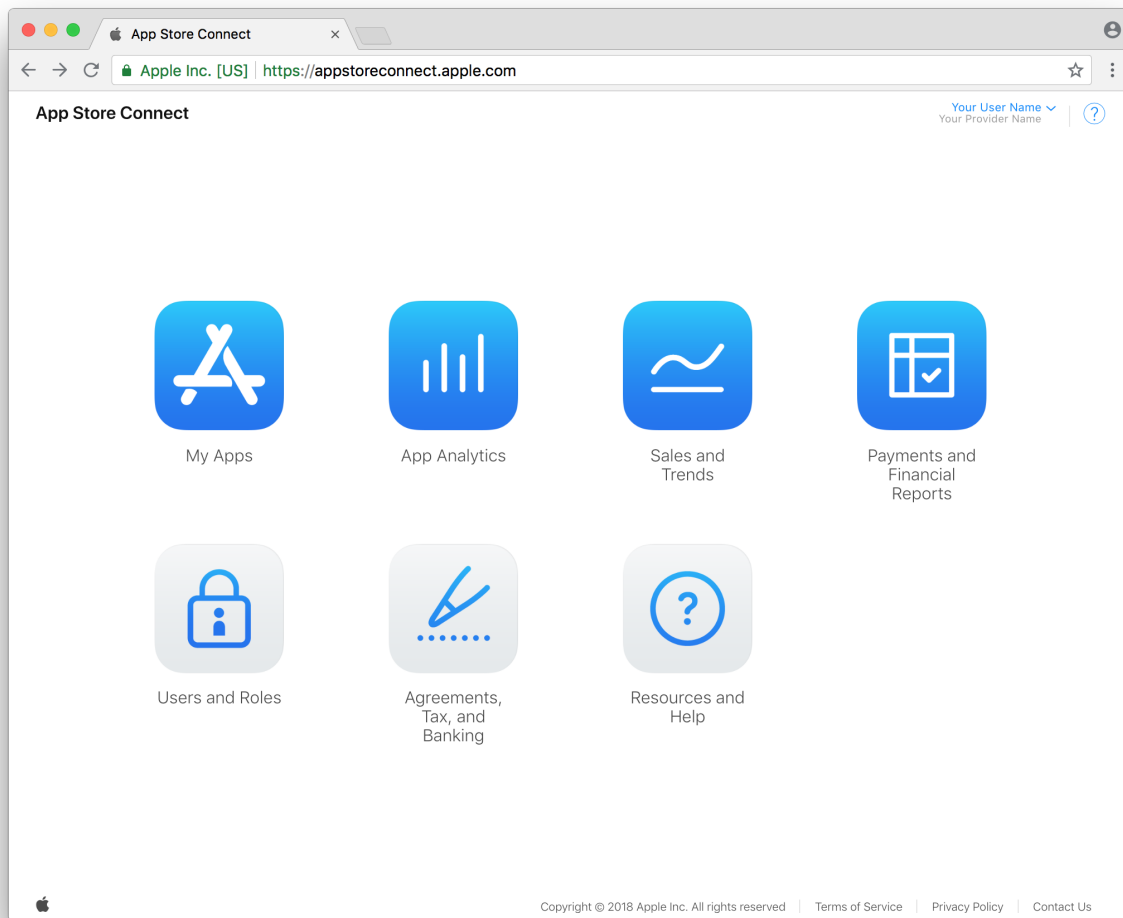 App Store Connect
Apple Inc. [US] https://appstoreconnect.apple.com
App Store Connect
Your User Name
Your Provider Name
?
My Apps
App Analytics
Sales and
Trends
Payments and
Financial
Reports
?
Users and Roles
Agreements,
Tax, and
Banking
Resources and
Help
Copyright © 2018 Apple Inc. All rights reserved
Terms of Service
Privacy Policy
Contact Us